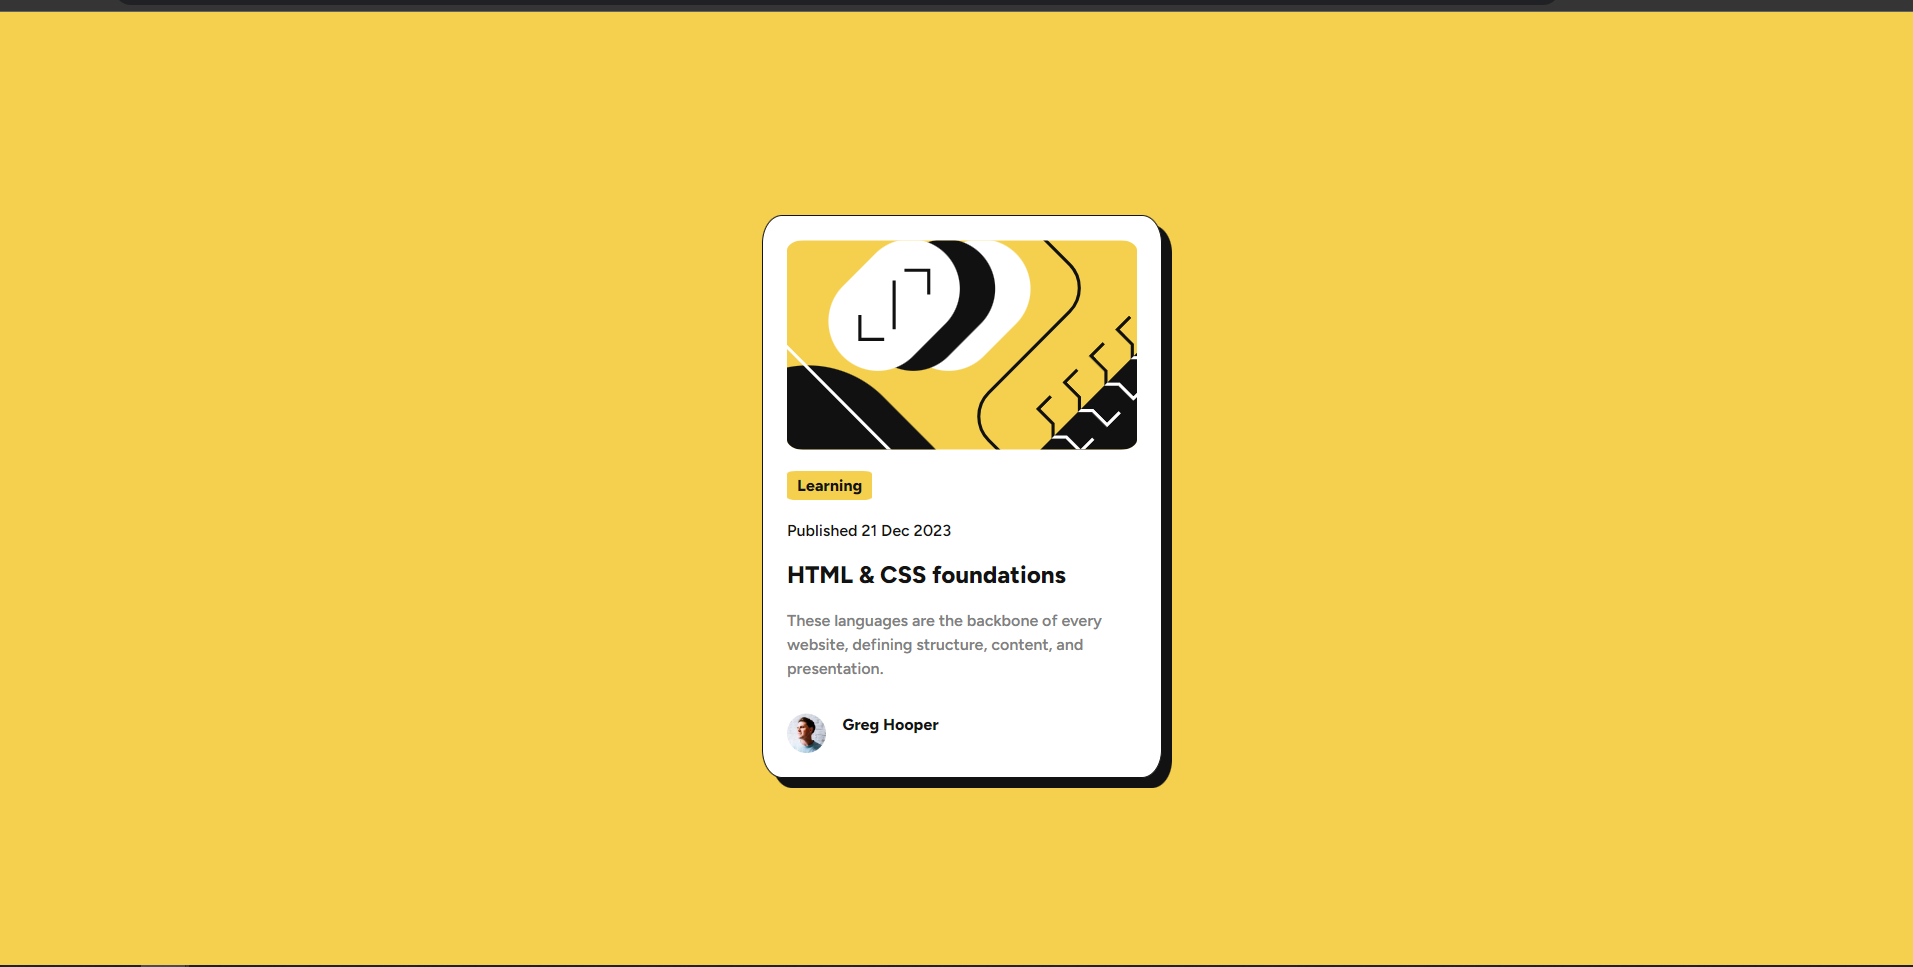 Learning
Published 21 Dec 2023
HTML & CSS foundations
These languages are the backbone of every
website, defining structure, content, and
presentation.
Greg Hooper